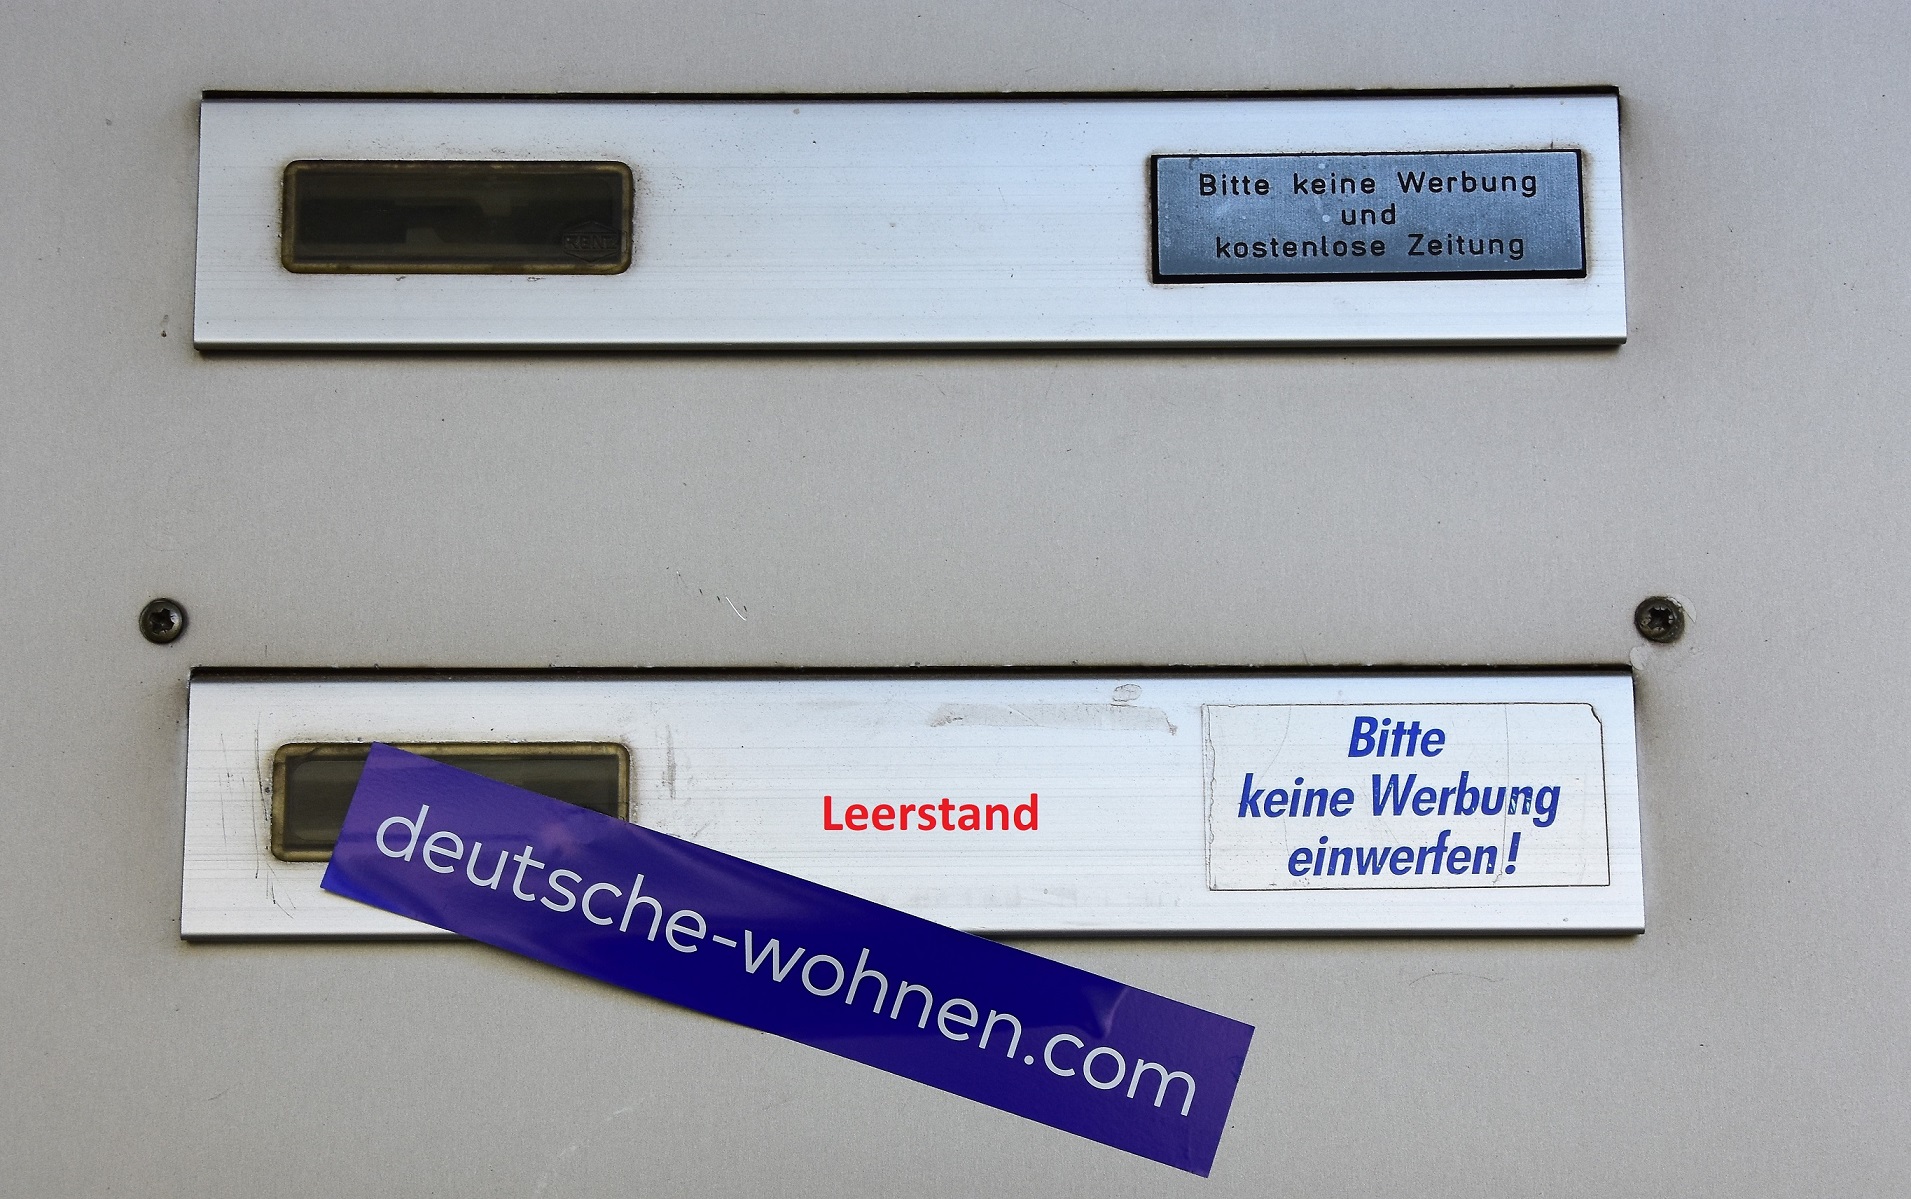 Bitte keine Werbung
und
kostenlose Zeitung
Leerstand
Bitte
keine Werbung
einwerfen!
deutsche-wohnen.com